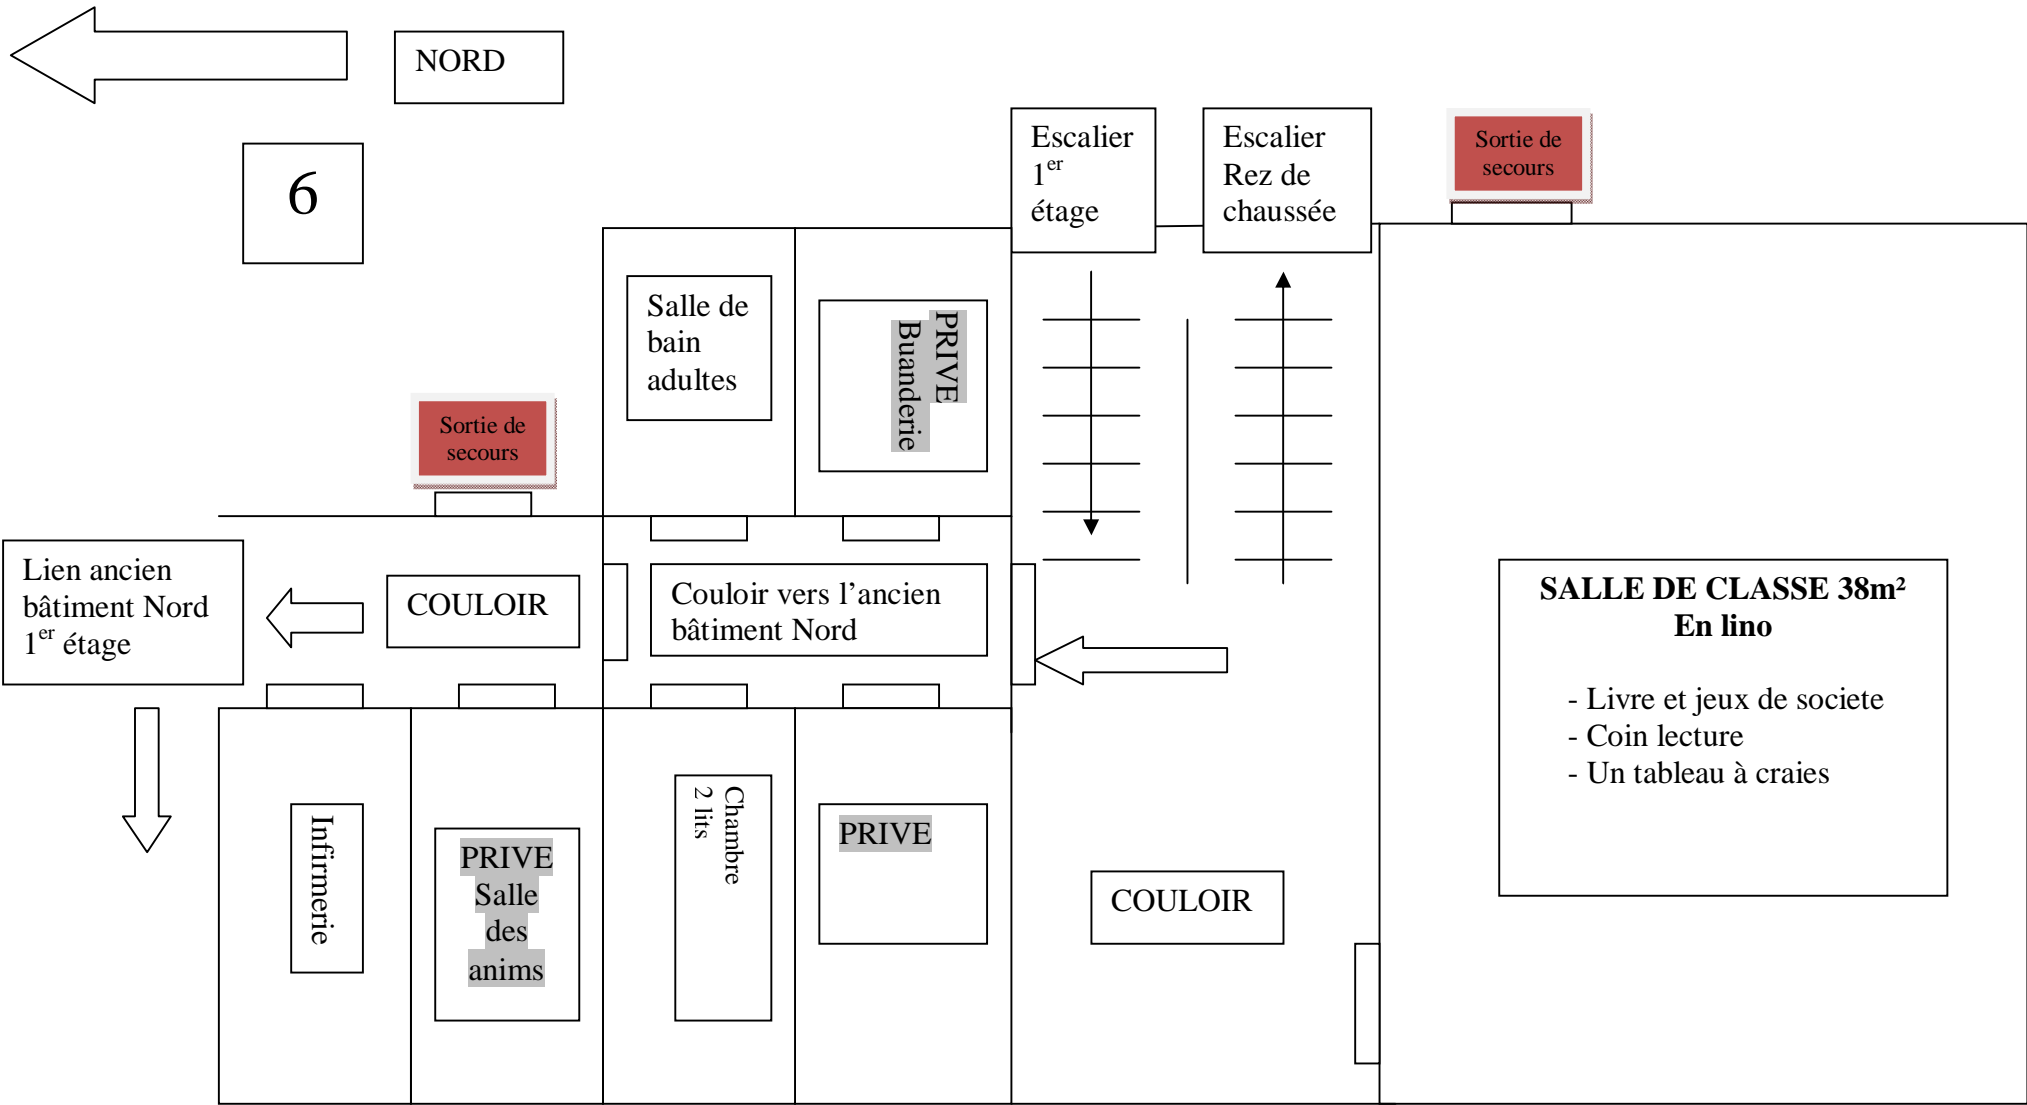 NORD
6
Escalier
1er
étage
Escalier
Rez de
chaussée
Sortie de
secours
Salle de
bain
adultes
PRIVE
Buanderie
Sortie de
secours
Lien ancien
bâtiment Nord
1er étage
COULOIR
Couloir vers l'ancien
bâtiment Nord
SALLE DE CLASSE 38m²
En lino
- Livre et jeux de societe
- Coin lecture
- Un tableau à craies
Infirmerie
PRIVE
Salle
des
anims
Chambre
2 lits
PRIVE
COULOIR